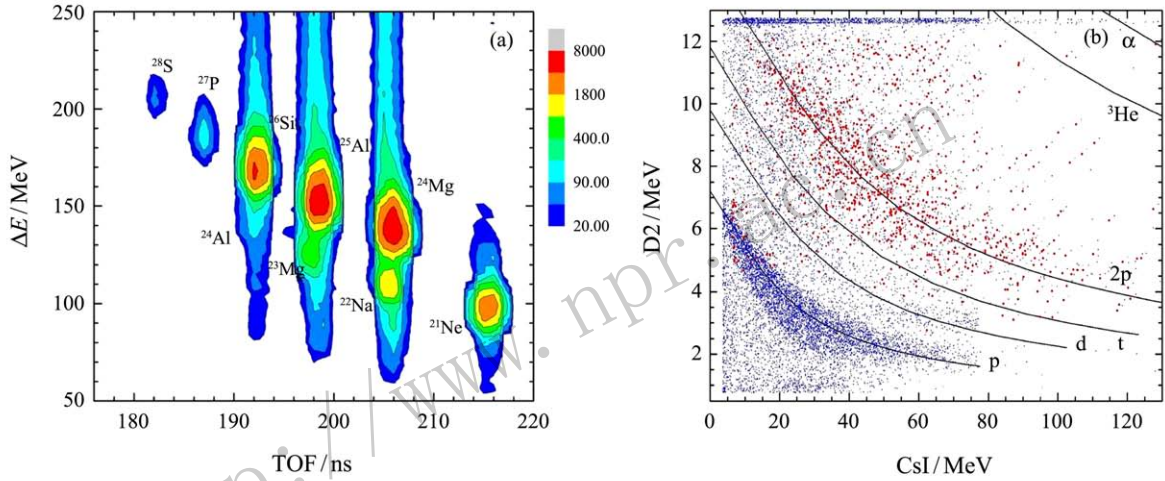 250
200
150
100
50
180
190
200
210
220
ΔE / MeV
TOF / ns
(a)
²⁸S
²⁷P
²⁶Si
²⁵Al
²⁴Mg
²⁴Al
²³Mg
²²Na
²¹Ne
8000
1800
400.0
90.00
20.00
12
10
8
6
4
2
0
20
40
60
80
100
120
D2 / MeV
CsI / MeV
(b)
α
³He
2p
t
d
p
p://www.npr.ac.cn